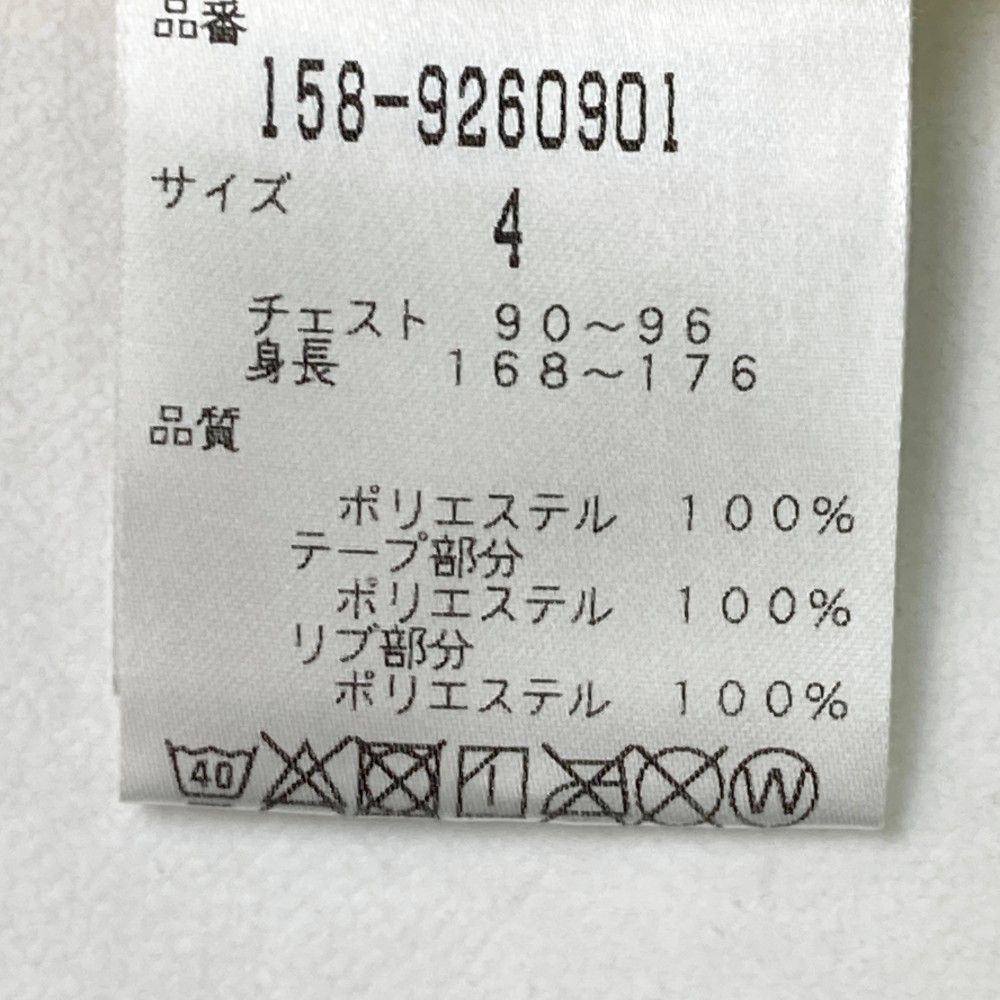 品番
158-9260901
サイズ 4
チェスト 90～96
身長 168～176
品質
ポリエステル 100%
テープ部分
ポリエステル 100%
リブ部分
ポリエステル 100%
40 W